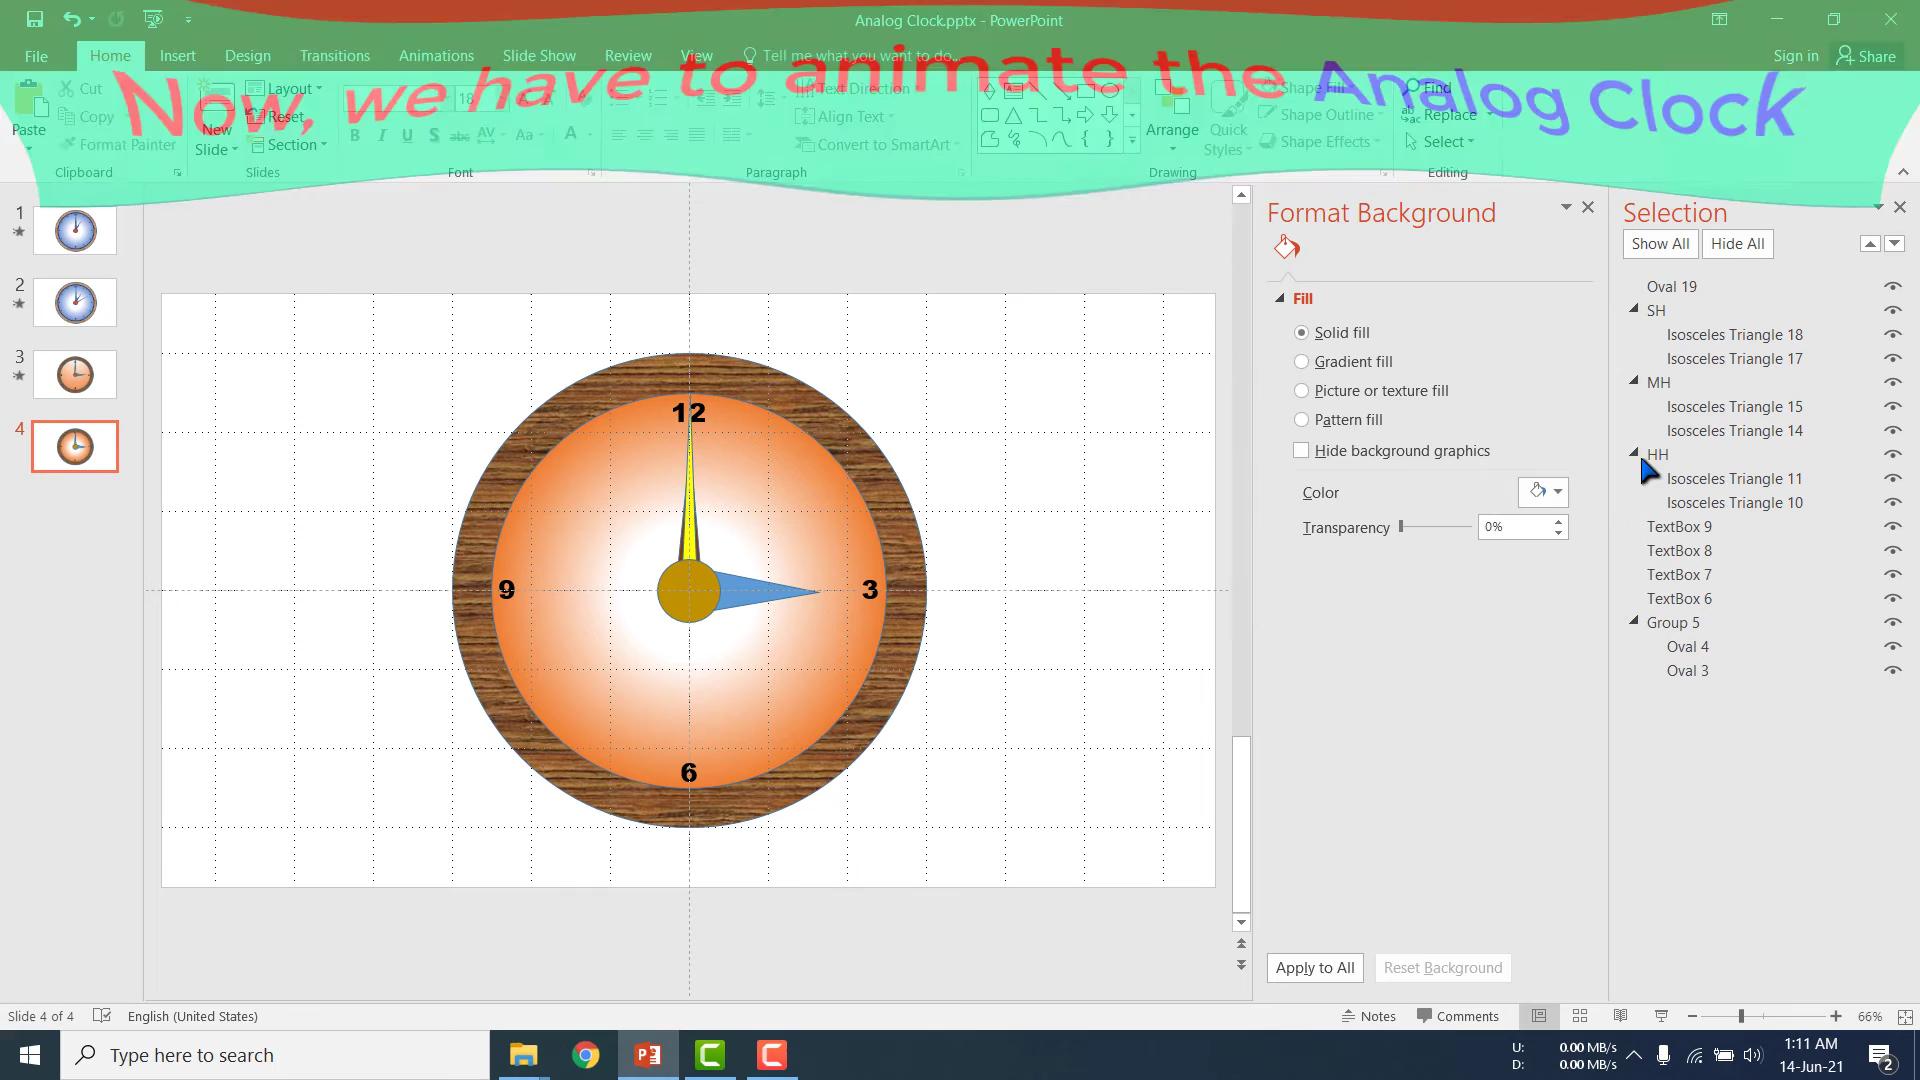 Analog Clock.pptx - PowerPoint
File Home Insert Design Transitions Animations Slide Show Review View Tell me what you want to do... Sign in Share
Now, we have to animate the Analog Clock
Paste Cut Copy Format Painter
Clipboard
New Slide Layout Reset Section
Slides
18
B I U S abc AV Aa A
Font
Text Direction
Align Text
Convert to SmartArt
Paragraph
Arrange Quick Styles Shape Fill Shape Outline Shape Effects
Drawing
Find
Replace
Select
Editing
1
2
3
4
12
9
3
6
Format Background
Fill
Solid fill
Gradient fill
Picture or texture fill
Pattern fill
Hide background graphics
Color
Transparency 0%
Apply to All Reset Background
Selection
Show All Hide All
Oval 19
SH
Isosceles Triangle 18
Isosceles Triangle 17
MH
Isosceles Triangle 15
Isosceles Triangle 14
HH
Isosceles Triangle 11
Isosceles Triangle 10
TextBox 9
TextBox 8
TextBox 7
TextBox 6
Group 5
Oval 4
Oval 3
Slide 4 of 4 English (United States) Notes Comments 66%
Type here to search
U: 0.00 MB/s
D: 0.00 MB/s
1:11 AM
14-Jun-21
2